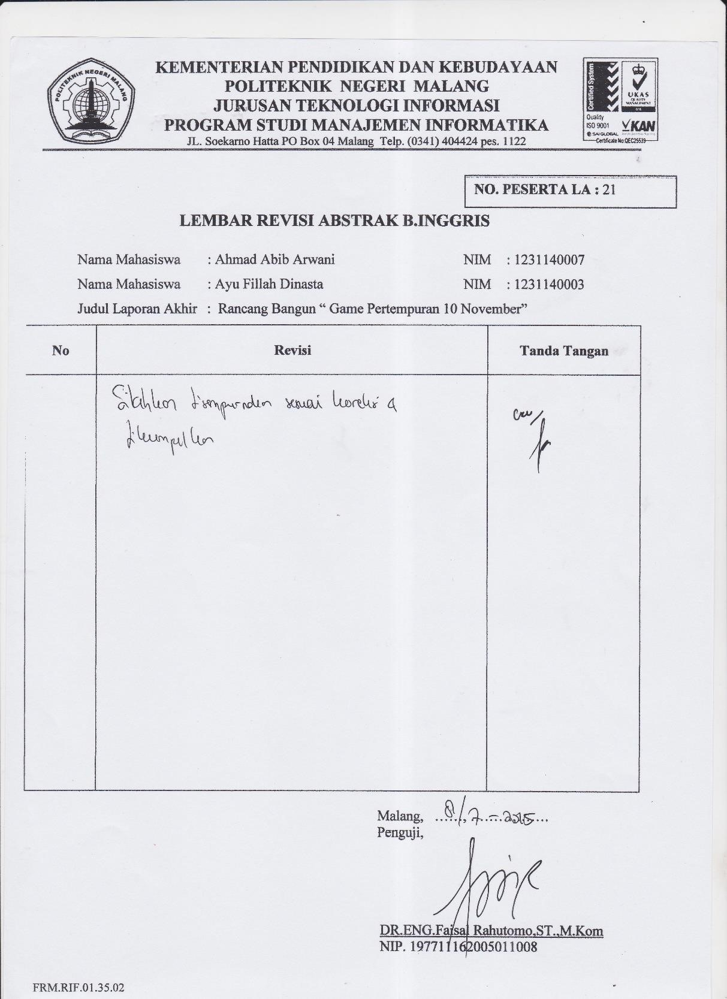 POLITEKNIK NEGERI MALANG
KEMENTERIAN PENDIDIKAN DAN KEBUDAYAAN
POLITEKNIK NEGERI MALANG
JURUSAN TEKNOLOGI INFORMASI
PROGRAM STUDI MANAJEMEN INFORMATIKA
JL. Soekarno Hatta PO Box 04 Malang Telp. (0341) 404424 pes. 1122
Certified System
UKAS
QUALITY
MANAGEMENT
Quality
ISO 9001
KAN
SAI GLOBAL
Certificate No:QEC25539
NO. PESERTA LA : 21
LEMBAR REVISI ABSTRAK B.INGGRIS
Nama Mahasiswa : Ahmad Abib Arwani NIM : 1231140007
Nama Mahasiswa : Ayu Fillah Dinasta NIM : 1231140003
Judul Laporan Akhir : Rancang Bangun “ Game Pertempuran 10 November”
No Revisi Tanda Tangan
Silahkan disempurnakan sesuai koreksi &
dikumpulkan
Malang, 8/7-2015
Penguji,
DR.ENG.Faisal Rahutomo,ST.,M.Kom
NIP. 197711162005011008
FRM.RIF.01.35.02